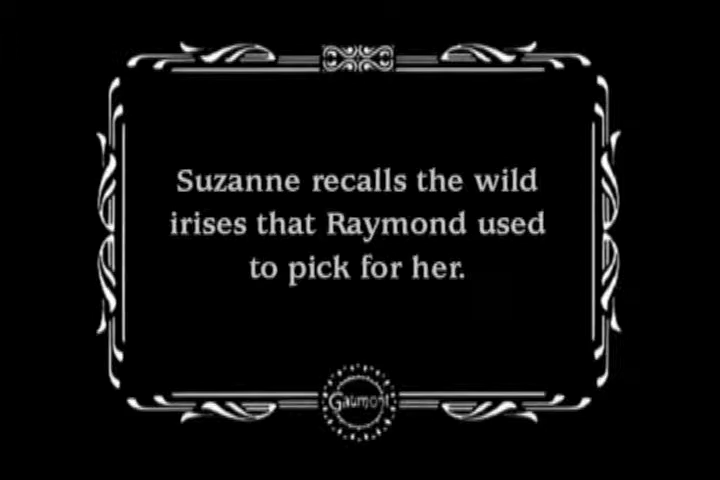 Suzanne recalls the wild
irises that Raymond used
to pick for her.
Gaumont